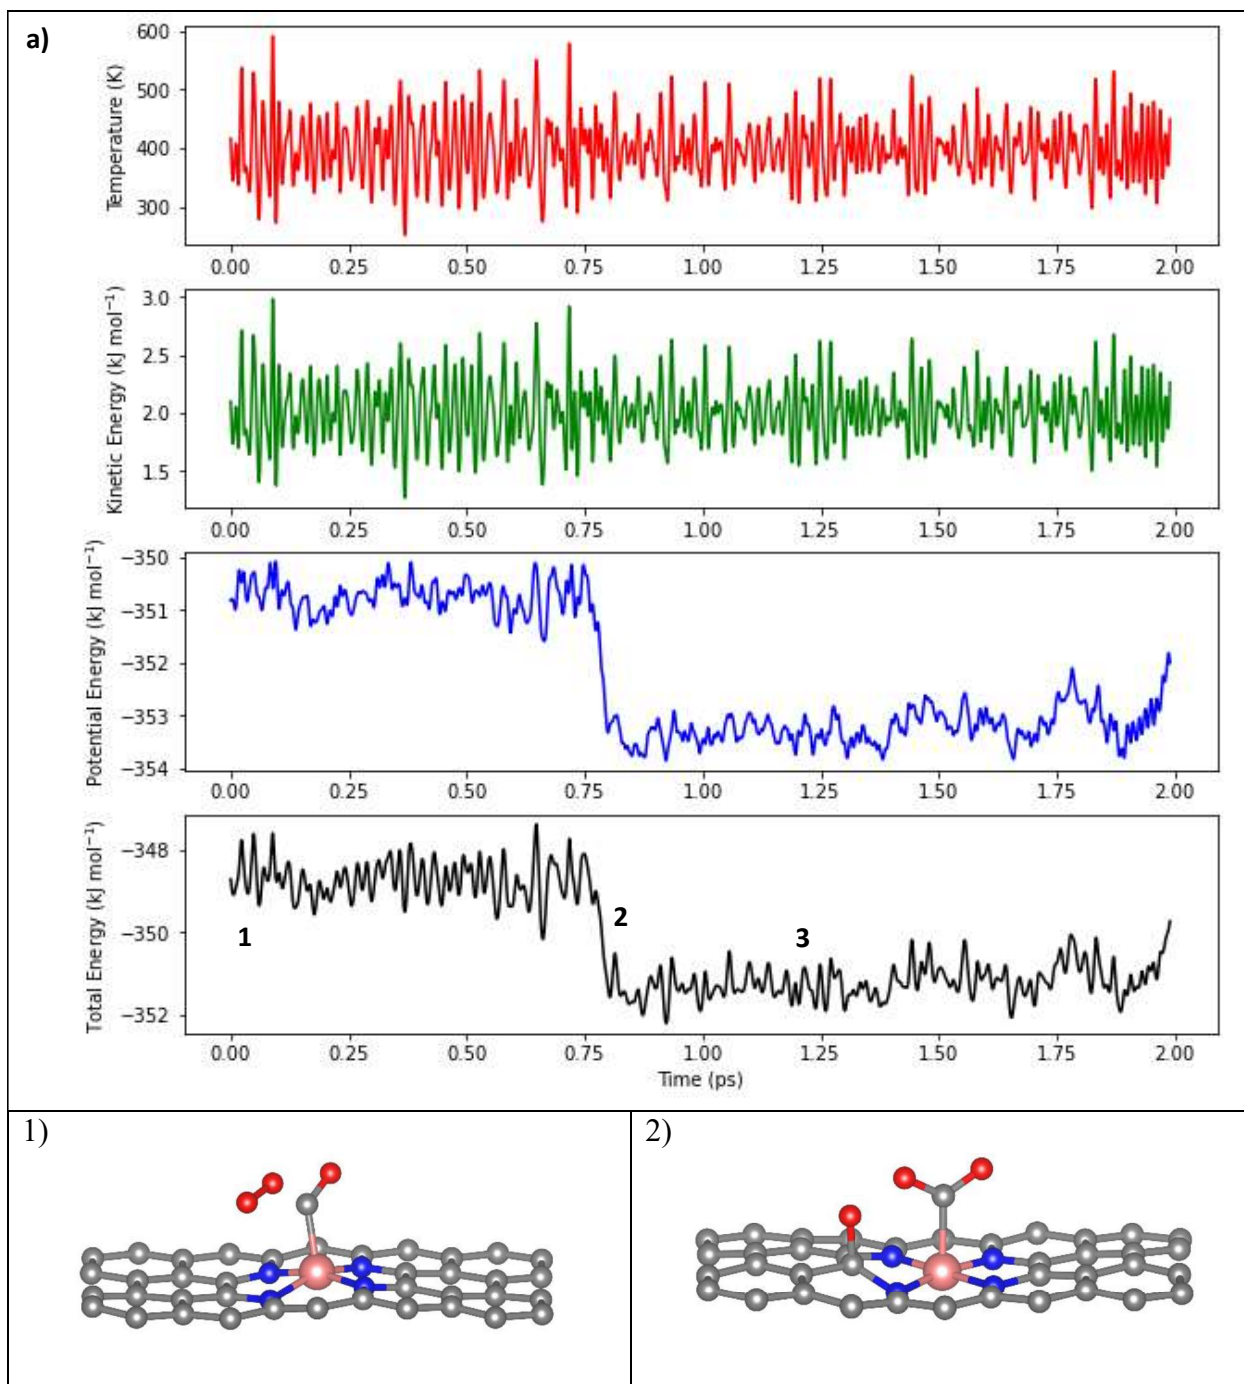 a)
Temperature (K)
600
500
400
300
0.00 0.25 0.50 0.75 1.00 1.25 1.50 1.75 2.00
Kinetic Energy (kJ mol⁻¹)
3.0
2.5
2.0
1.5
0.00 0.25 0.50 0.75 1.00 1.25 1.50 1.75 2.00
Potential Energy (kJ mol⁻¹)
−350
−351
−352
−353
−354
0.00 0.25 0.50 0.75 1.00 1.25 1.50 1.75 2.00
Total Energy (kJ mol⁻¹)
−348
−350
−352
1 2 3
0.00 0.25 0.50 0.75 1.00 1.25 1.50 1.75 2.00
Time (ps)
1)
2)